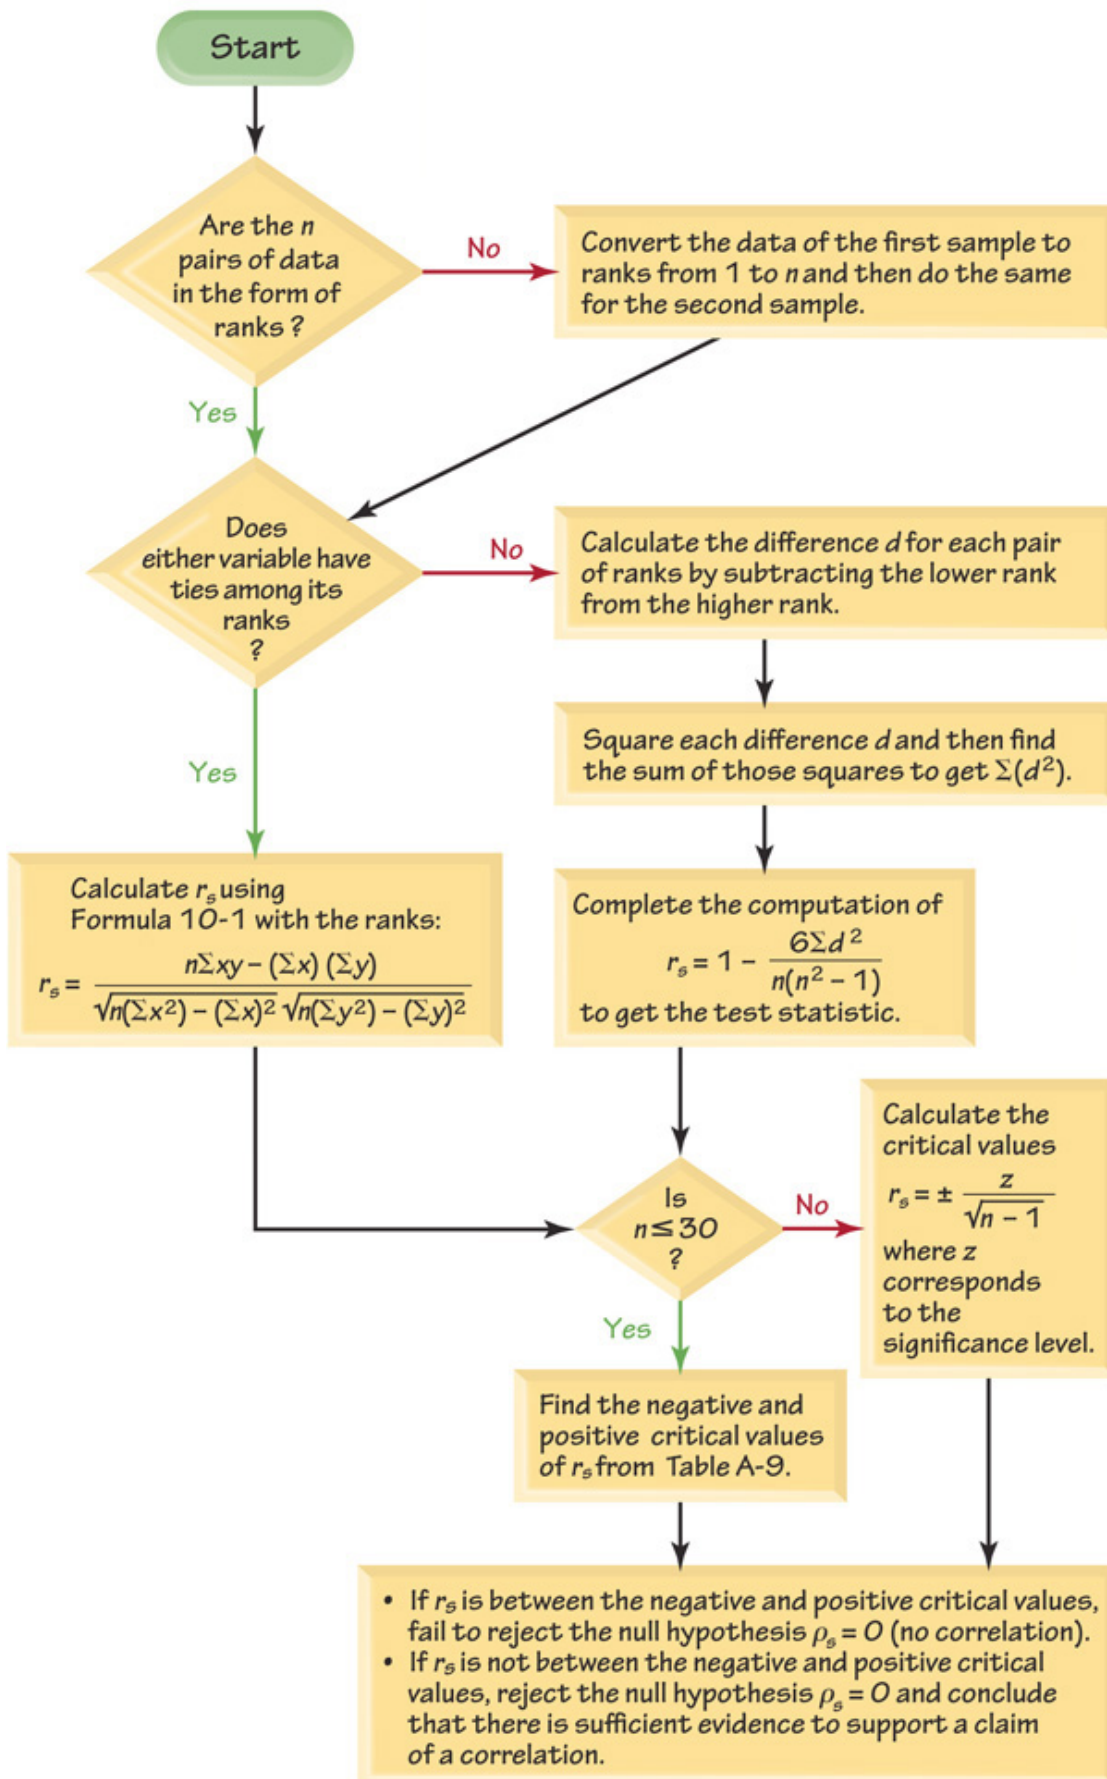 Start
Are the n
pairs of data
in the form of
ranks ?
No
Convert the data of the first sample to
ranks from 1 to n and then do the same
for the second sample.
Yes
Does
either variable have
ties among its
ranks
?
No
Calculate the difference d for each pair
of ranks by subtracting the lower rank
from the higher rank.
Square each difference d and then find
the sum of those squares to get Σ(d²).
Yes
Calculate rₛ using
Formula 10-1 with the ranks:
rₛ = nΣxy – (Σx) (Σy) / √n(Σx²) – (Σx)² √n(Σy²) – (Σy)²
Complete the computation of
rₛ = 1 – 6Σd² / n(n² – 1)
to get the test statistic.
Is
n ≤ 30
?
No
Calculate the
critical values
rₛ = ± z / √n – 1
where z
corresponds
to the
significance level.
Yes
Find the negative and
positive critical values
of rₛ from Table A-9.
• If rₛ is between the negative and positive critical values,
fail to reject the null hypothesis ρₛ = 0 (no correlation).
• If rₛ is not between the negative and positive critical
values, reject the null hypothesis ρₛ = 0 and conclude
that there is sufficient evidence to support a claim
of a correlation.